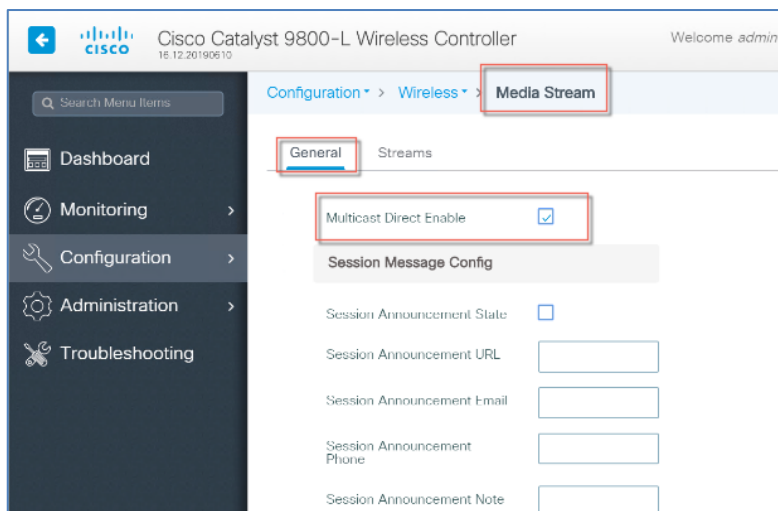 CISCO
Cisco Catalyst 9800-L Wireless Controller
16.12.20190610
Welcome admin
Search Menu Items
Dashboard
Monitoring
Configuration
Administration
Troubleshooting
Configuration > Wireless > Media Stream
General Streams
Multicast Direct Enable
Session Message Config
Session Announcement State
Session Announcement URL
Session Announcement Email
Session Announcement
Phone
Session Announcement Note